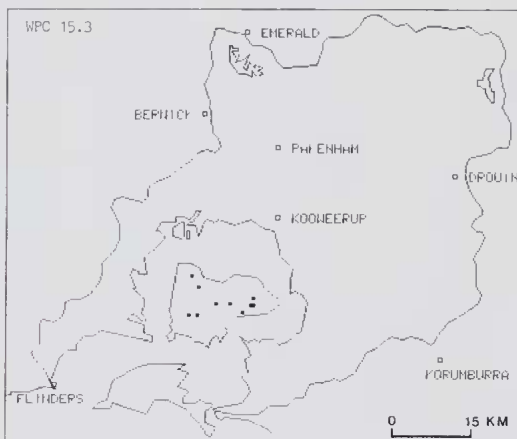 WPC 15.3
EMERALD
BERWICK
PAKENHAM
DROUIN
KOOWEERUP
KORUMBURRA
FLINDERS
0 15 KM